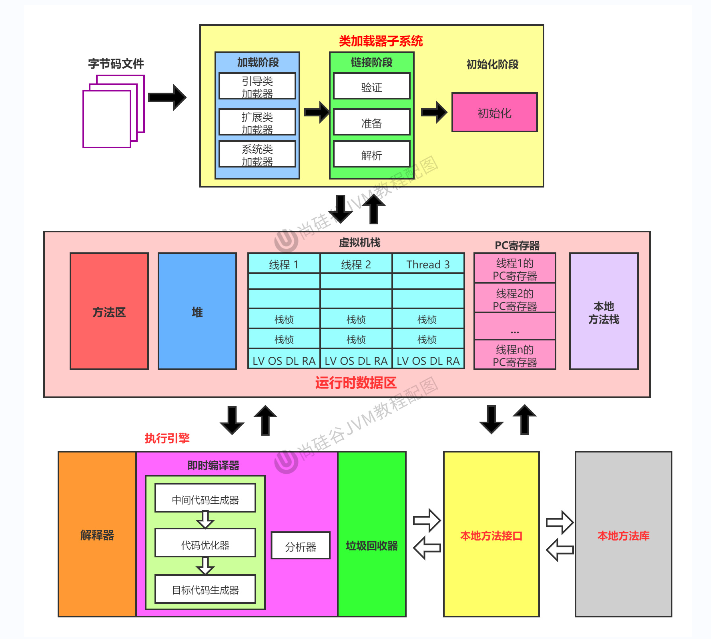 类加载器子系统
字节码文件
加载阶段
引导类
加载器
扩展类
加载器
系统类
加载器
链接阶段
验证
准备
解析
初始化阶段
初始化
尚硅谷JVM教程配图
方法区
堆
虚拟机栈
线程 1
线程 2
Thread 3
栈桢
栈桢
栈桢
栈桢
栈桢
栈桢
LV OS DL RA
LV OS DL RA
LV OS DL RA
PC寄存器
线程1的
PC寄存器
线程2的
PC寄存器
...
线程n的
PC寄存器
本地
方法栈
运行时数据区
尚硅谷JVM教程配图
执行引擎
解释器
即时编译器
中间代码生成器
代码优化器
目标代码生成器
分析器
垃圾回收器
本地方法接口
本地方法库